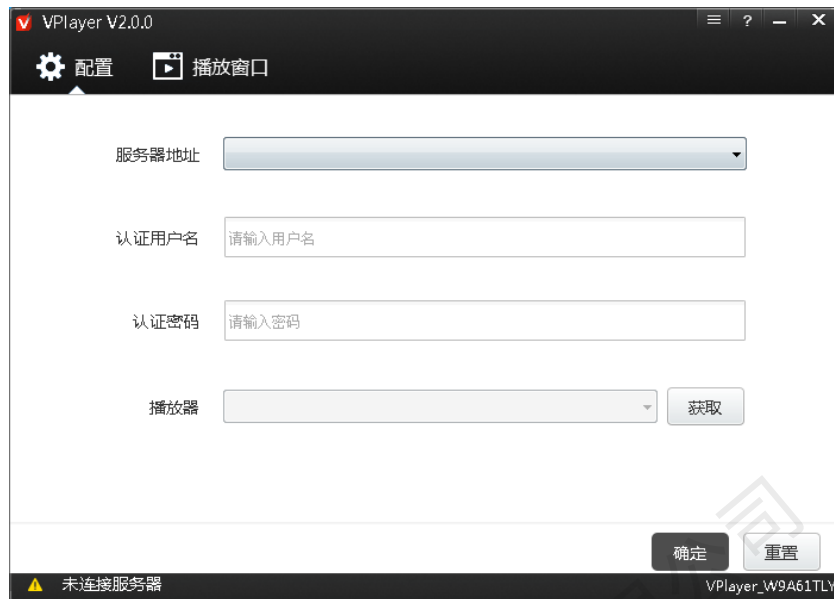 VPlayer V2.0.0
配置 播放窗口
服务器地址
认证用户名 请输入用户名
认证密码 请输入密码
播放器 获取
确定 重置
未连接服务器 VPlayer_W9A61TLY
司